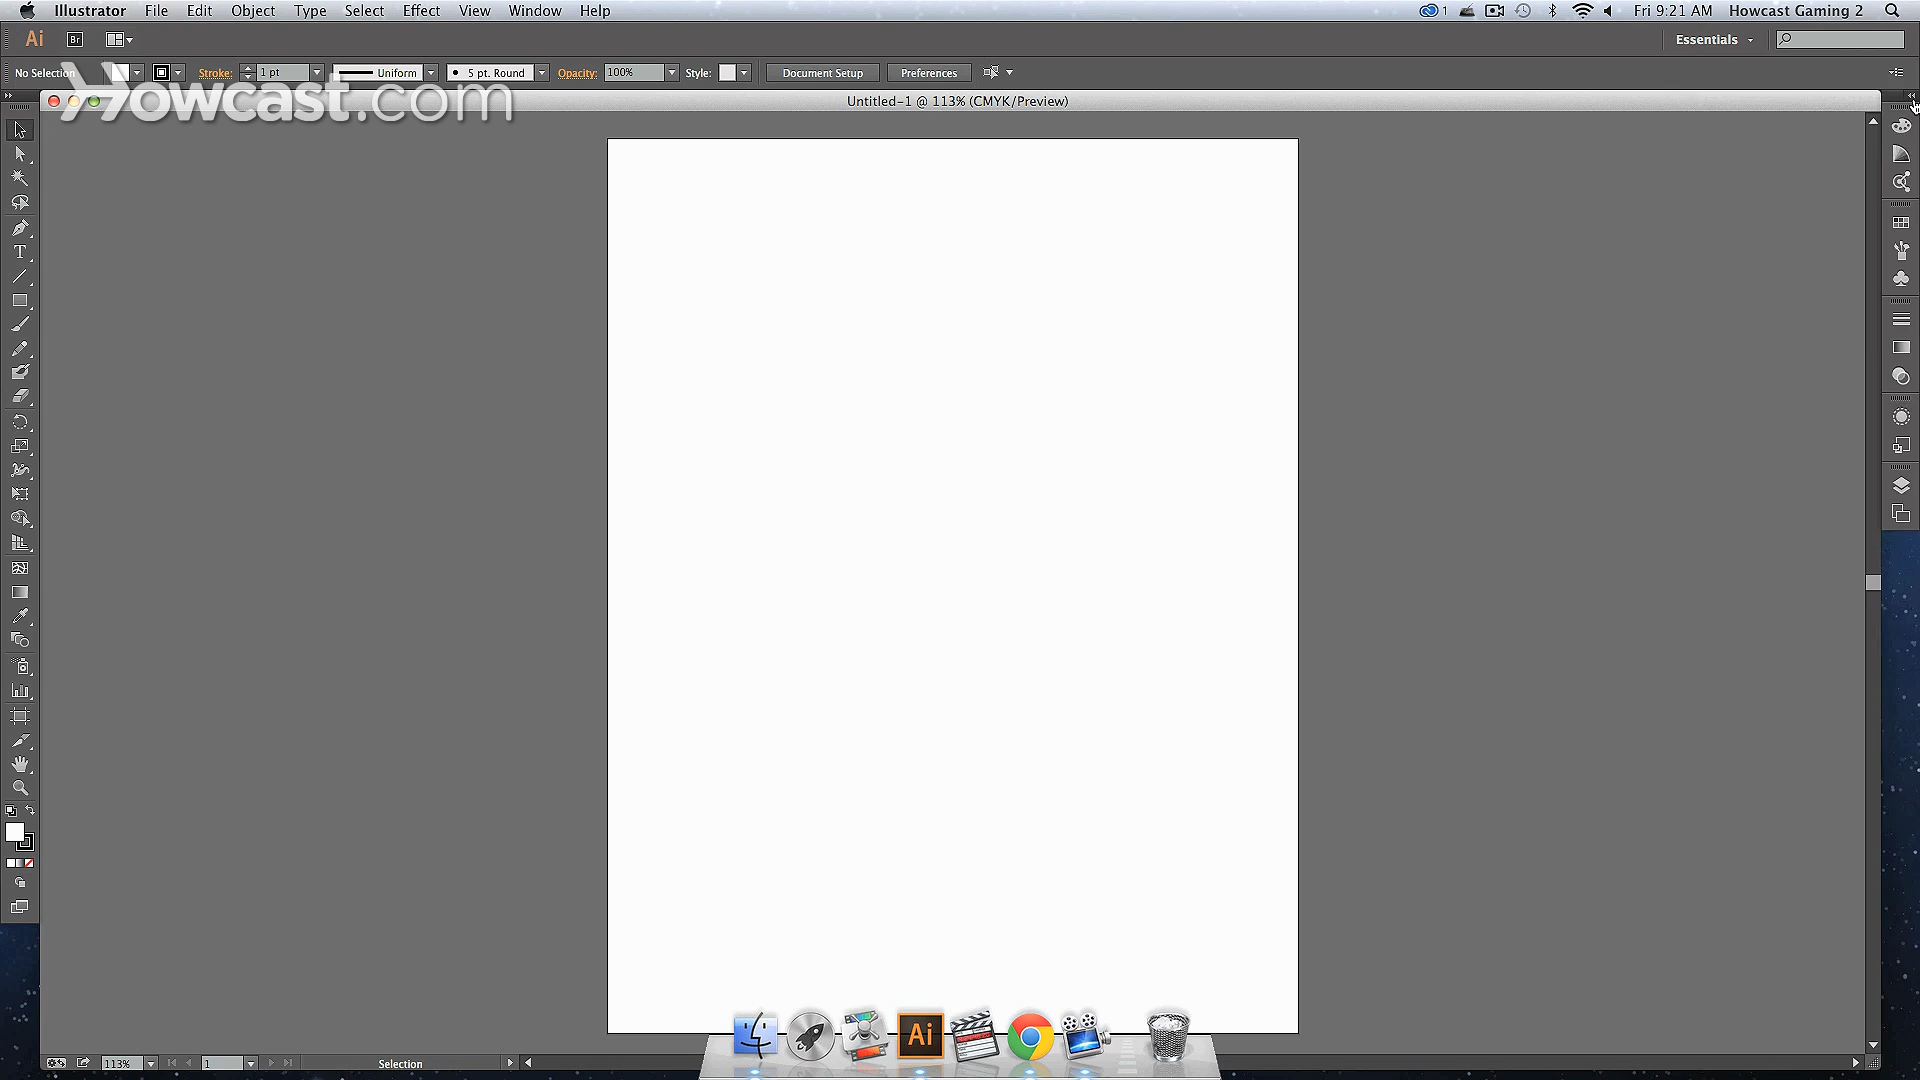 Illustrator File Edit Object Type Select Effect View Window Help 1 Fri 9:21 AM Howcast Gaming 2
Ai Br Essentials
No Selection Stroke: 1 pt Uniform 5 pt. Round Opacity: 100% Style: Document Setup Preferences
Howcast.com
Untitled-1 @ 113% (CMYK/Preview)
T
Ai
113% 1 Selection